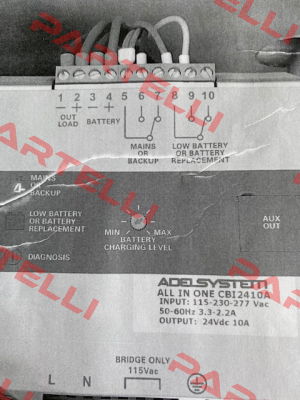 1 2 3 4 5 6 7 8 9 10
+ - + -
OUT
LOAD
BATTERY
MAINS
OR
BACKUP
LOW BATTERY
OR BATTERY
REPLACEMENT
MAINS
OR
BACKUP
LOW BATTERY
OR BATTERY
REPLACEMENT
DIAGNOSIS
MIN MAX
BATTERY
CHARGING LEVEL
AUX
OUT
ADELSYSTEM
ALL IN ONE CBI2410A
INPUT: 115-230-277 Vac
50-60Hz 3.3-2.2A
OUTPUT: 24Vdc 10A
BRIDGE ONLY
115Vac
L N
PARTELLI